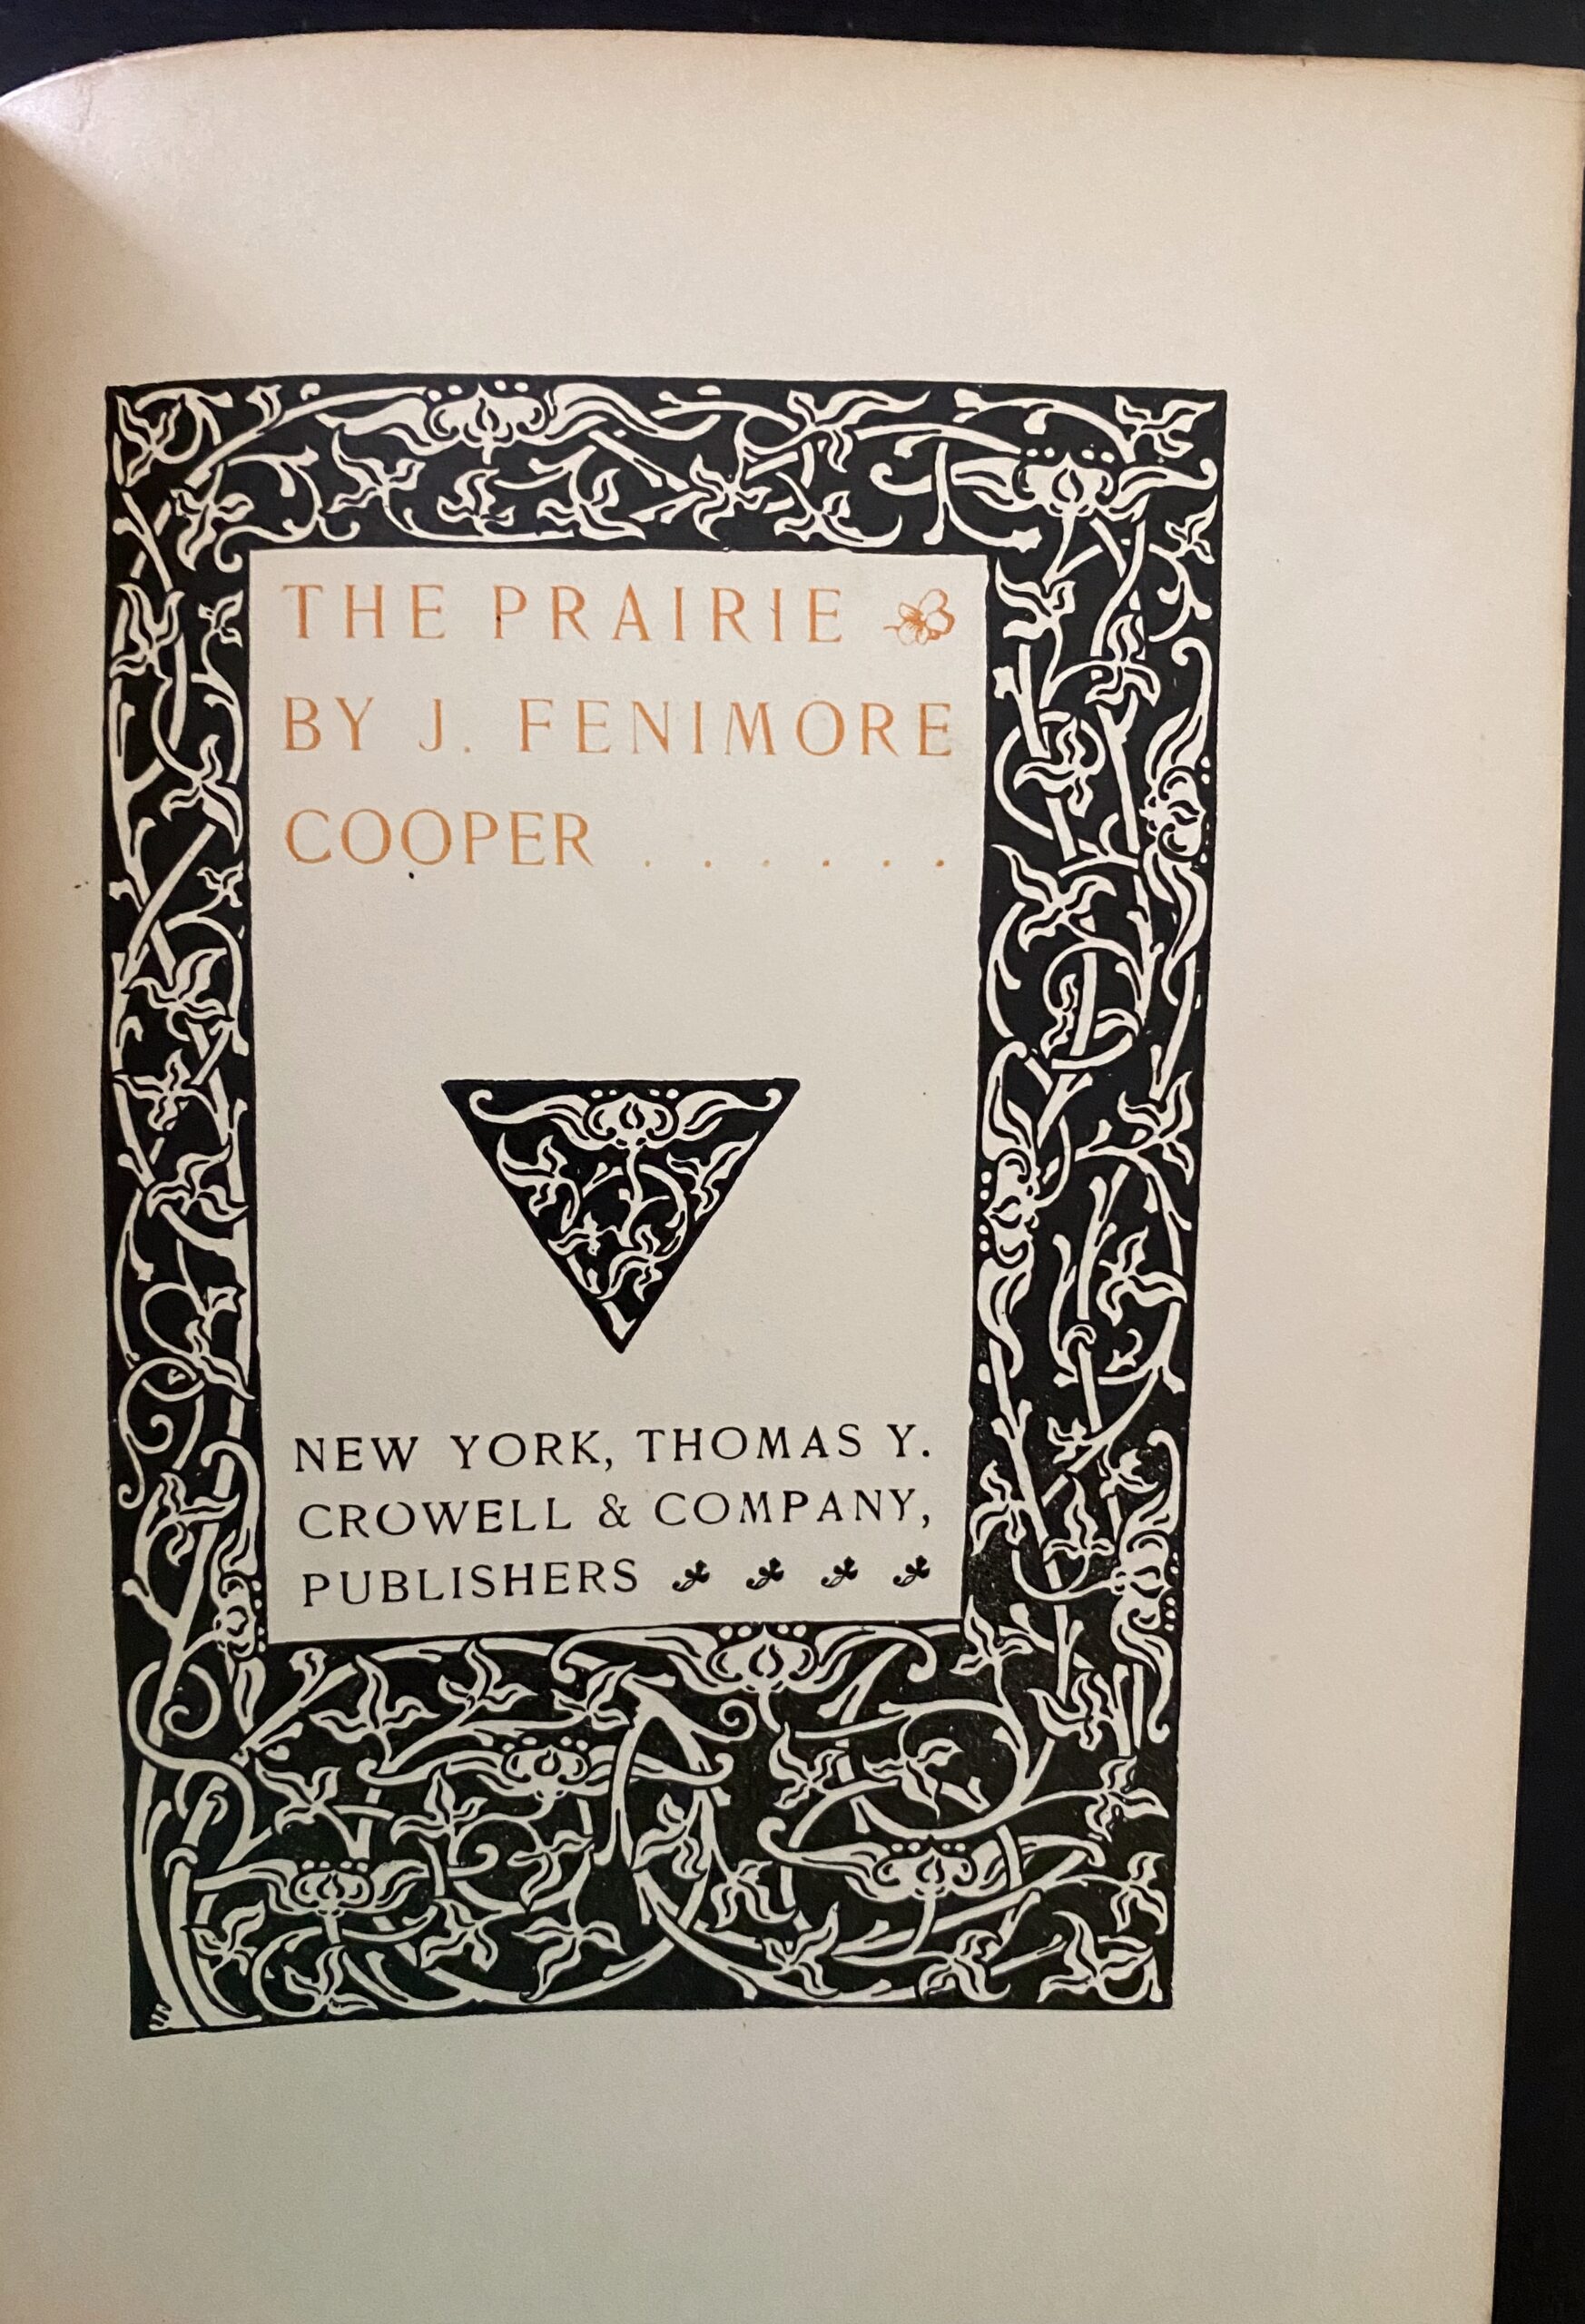 THE PRAIRIE
BY J. FENIMORE
COOPER . . . . . .
NEW YORK, THOMAS Y.
CROWELL & COMPANY,
PUBLISHERS